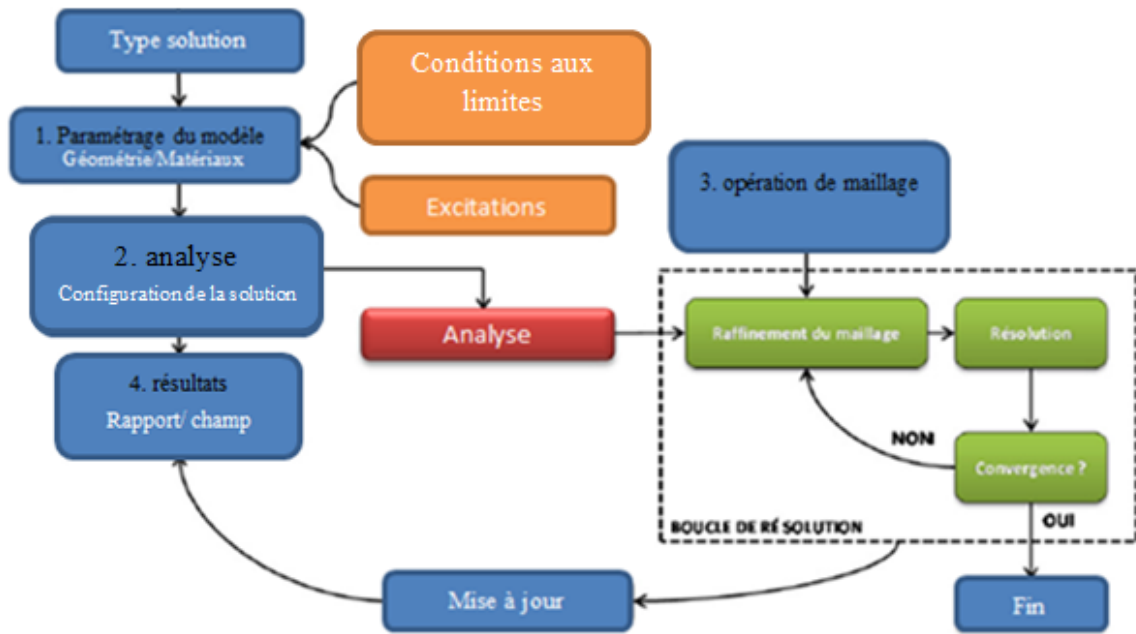 Type solution
Conditions aux
limites
1. Paramétrage du modèle
Géométrie/Matériaux
Excitations
3. opération de maillage
2. analyse
Configuration de la solution
Analyse
Raffinement du maillage
Résolution
4. résultats
Rapport/ champ
NON
Convergence ?
BOUCLE DE RÉSOLUTION
OUI
Mise à jour
Fin